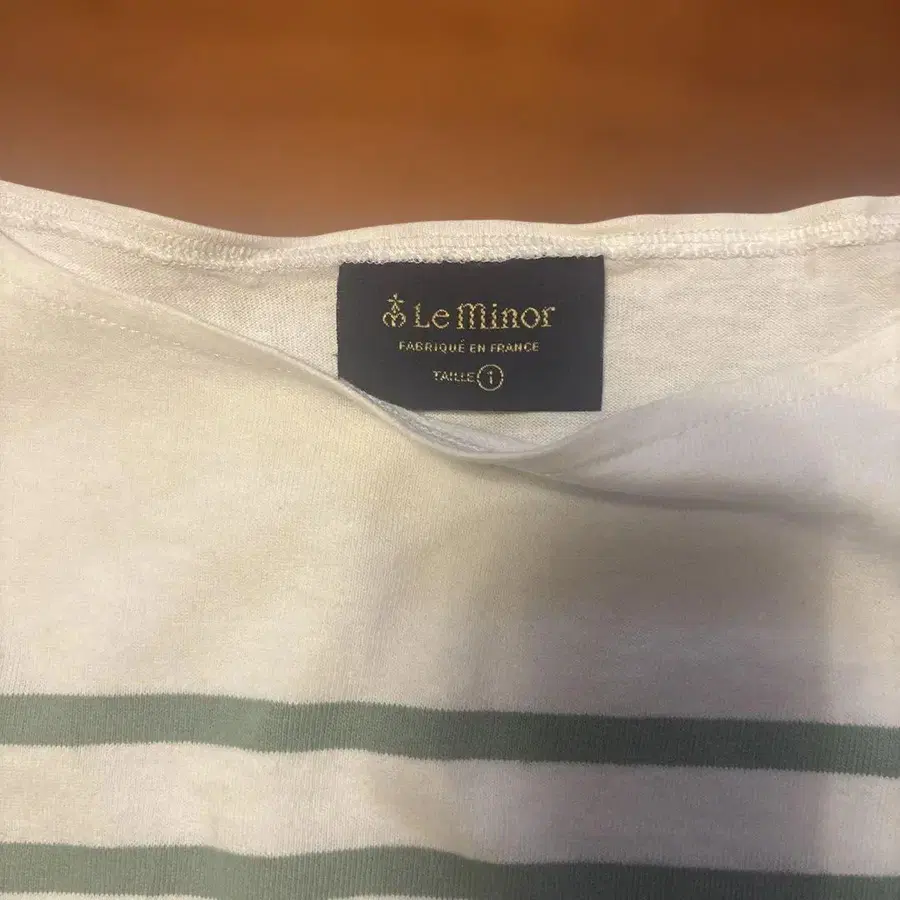 Le Minor
FABRIQUÉ EN FRANCE
TAILLE 1